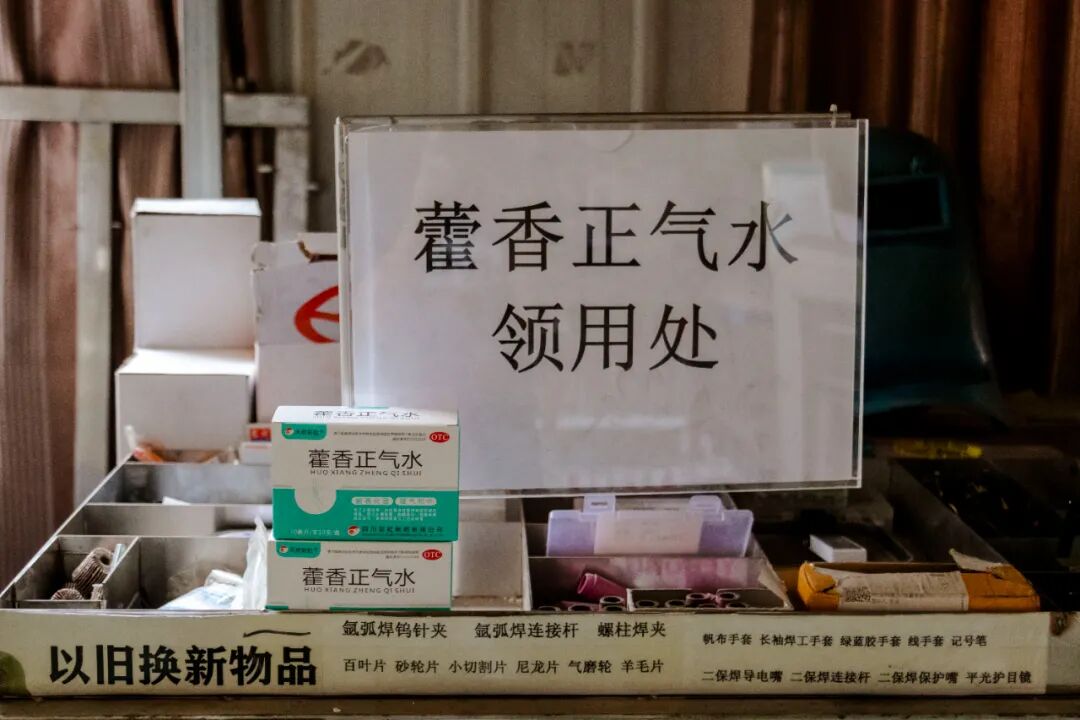 藿香正气水
领用处
藿香正气水
OTC
藿香正气水
HUO XIANG ZHENG QI SHUI
OTC
藿香正气水
HUO XIANG ZHENG QI SHUI
以旧换新物品
氩弧焊钨针夹 氩弧焊连接杆 螺柱焊夹
百叶片 砂轮片 小切割片 尼龙片 气磨轮 羊毛片
帆布手套 长袖焊工手套 绿蓝胶手套 线手套 记号笔
二保焊导电嘴 二保焊连接杆 二保焊保护嘴 平光护目镜